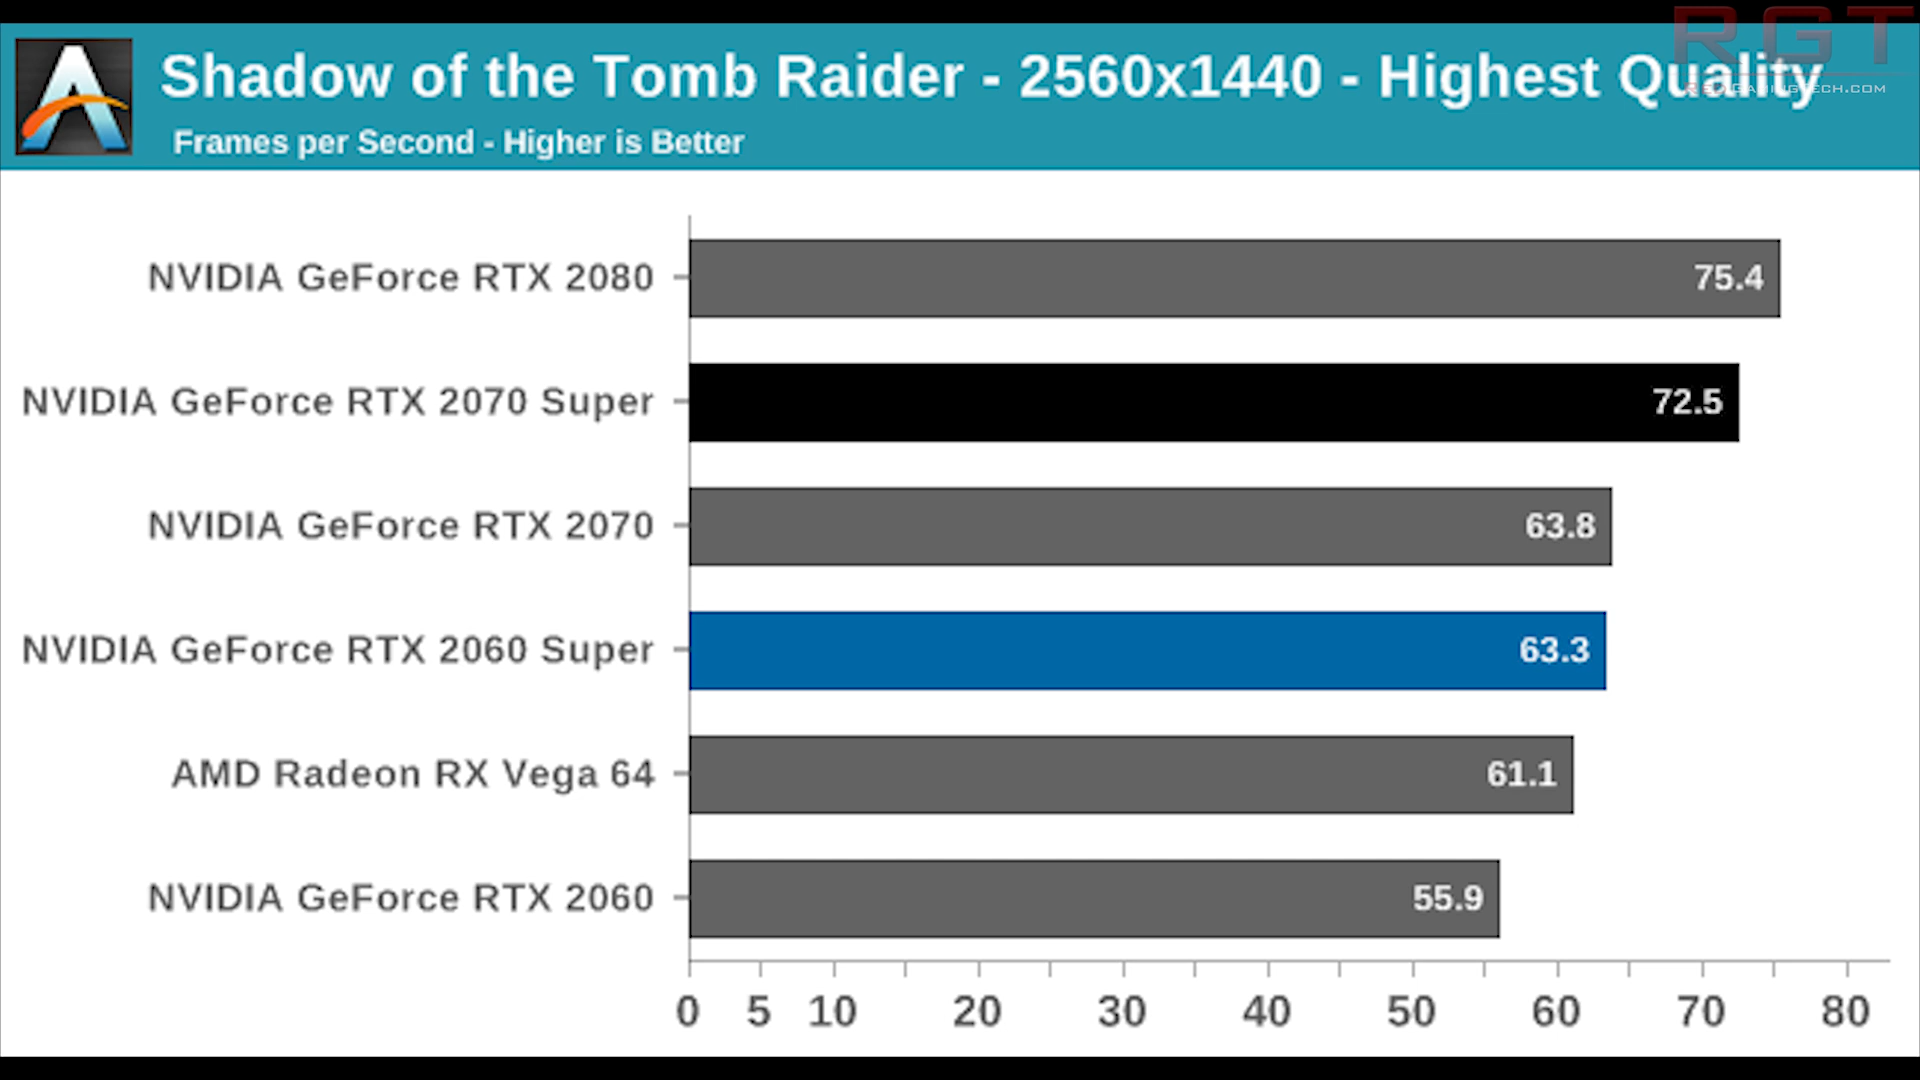 RGT
REDGAMINGTECH.COM
Shadow of the Tomb Raider - 2560x1440 - Highest Quality
Frames per Second - Higher is Better
NVIDIA GeForce RTX 2080 75.4
NVIDIA GeForce RTX 2070 Super 72.5
NVIDIA GeForce RTX 2070 63.8
NVIDIA GeForce RTX 2060 Super 63.3
AMD Radeon RX Vega 64 61.1
NVIDIA GeForce RTX 2060 55.9
0 5 10 20 30 40 50 60 70 80